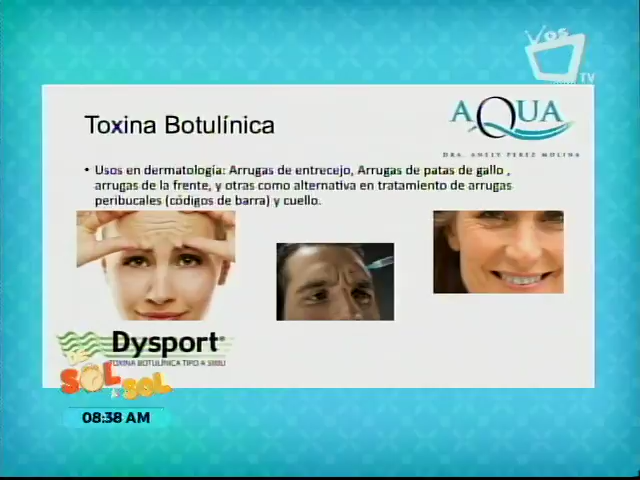 Vos
TV
AQUA
DRA. ANELY PEREZ MOLINA
Toxina Botulínica
• Usos en dermatología: Arrugas de entrecejo, Arrugas de patas de gallo ,
arrugas de la frente, y otras como alternativa en tratamiento de arrugas
peribucales (códigos de barra) y cuello.
Dysport®
TOXINA BOTULÍNICA TIPO A 500U
SOL
A
SOL
08:38 AM